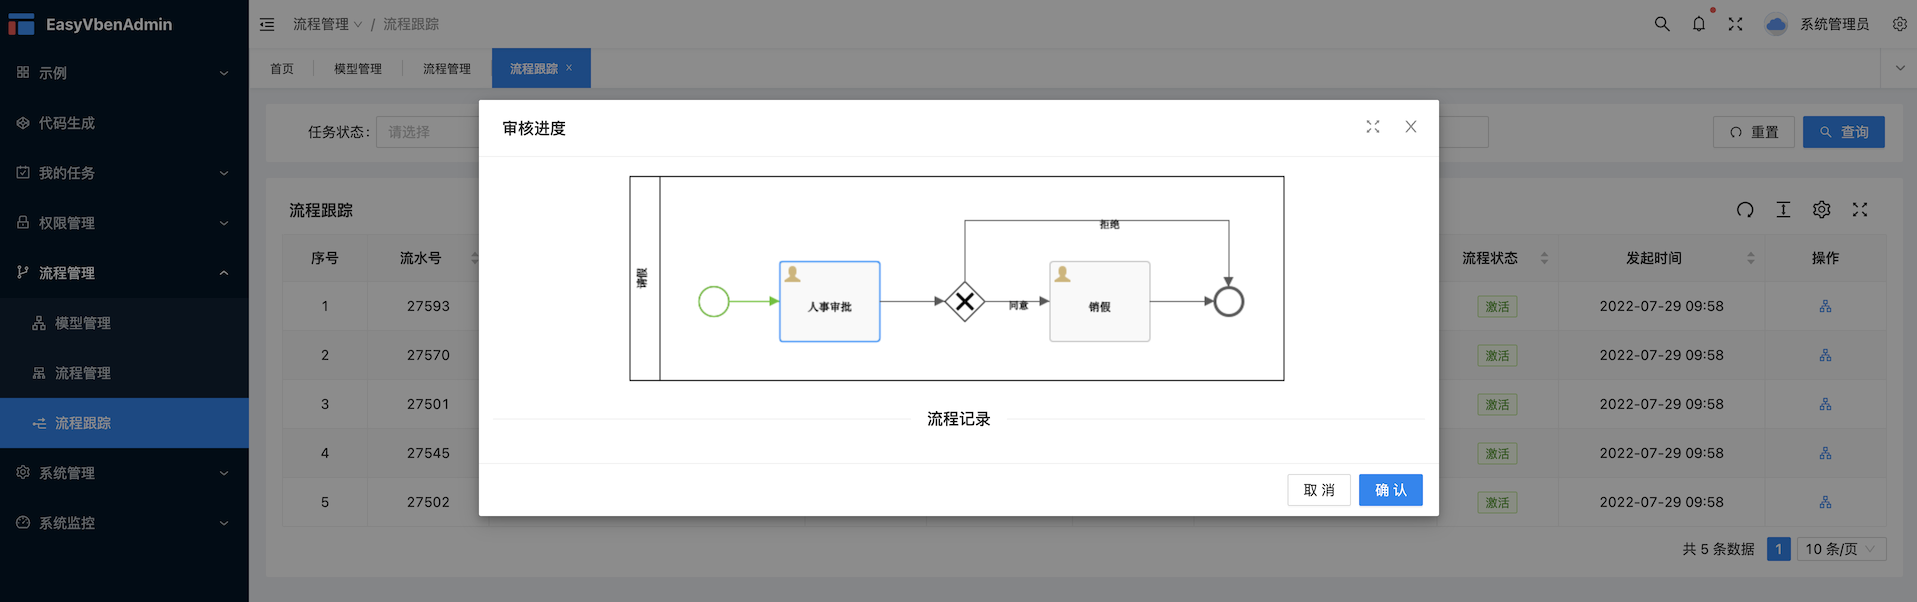 EasyVbenAdmin
流程管理 / 流程跟踪
系统管理员
示例
代码生成
我的任务
权限管理
流程管理
模型管理
流程管理
流程跟踪
系统管理
系统监控
首页 模型管理 流程管理 流程跟踪 ×
任务状态: 请选择
重置 查询
流程跟踪
序号 流水号 流程状态 发起时间 操作
1 27593 激活 2022-07-29 09:58
2 27570 激活 2022-07-29 09:58
3 27501 激活 2022-07-29 09:58
4 27545 激活 2022-07-29 09:58
5 27502 激活 2022-07-29 09:58
共 5 条数据 1 10 条/页
审核进度
请假
人事审批
拒绝
同意
销假
流程记录
取 消 确 认